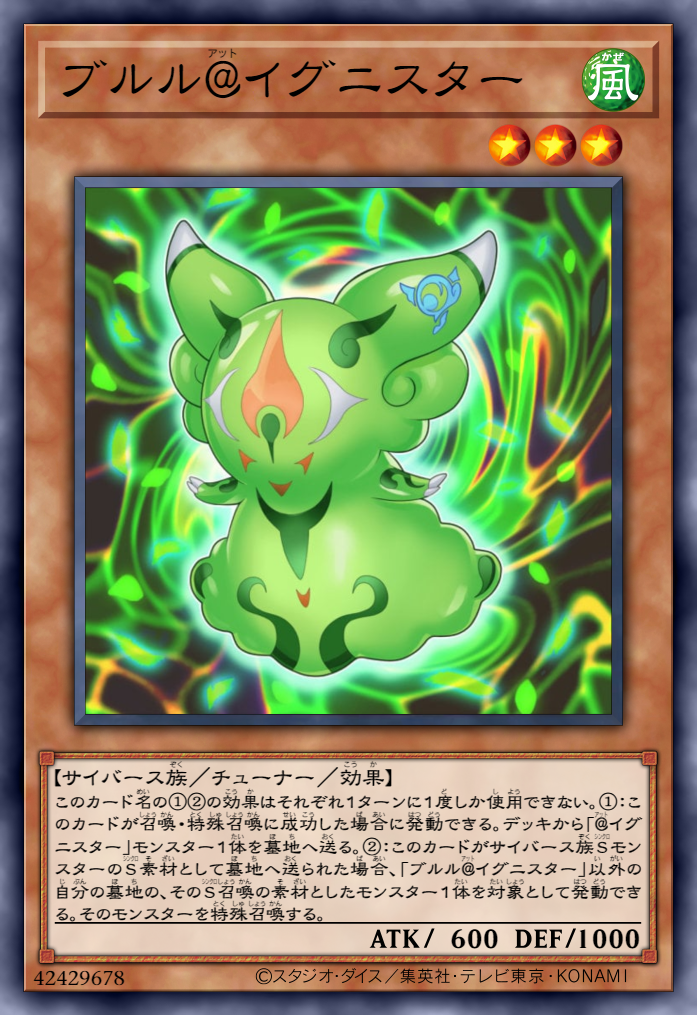 ブルル@イグニスター
風
【サイバース族／チューナー／効果】
このカード名の①②の効果はそれぞれ1ターンに1度しか使用できない。①：こ
のカードが召喚・特殊召喚に成功した場合に発動できる。デッキから「@イグ
ニスター」モンスター1体を墓地へ送る。②：このカードがサイバース族Ｓモン
スターのＳ素材として墓地へ送られた場合、「ブルル@イグニスター」以外の
自分の墓地の、そのＳ召喚の素材としたモンスター1体を対象として発動でき
る。そのモンスターを特殊召喚する。
ATK/ 600 DEF/1000
42429678 ©スタジオ・ダイス／集英社・テレビ東京・KONAMI